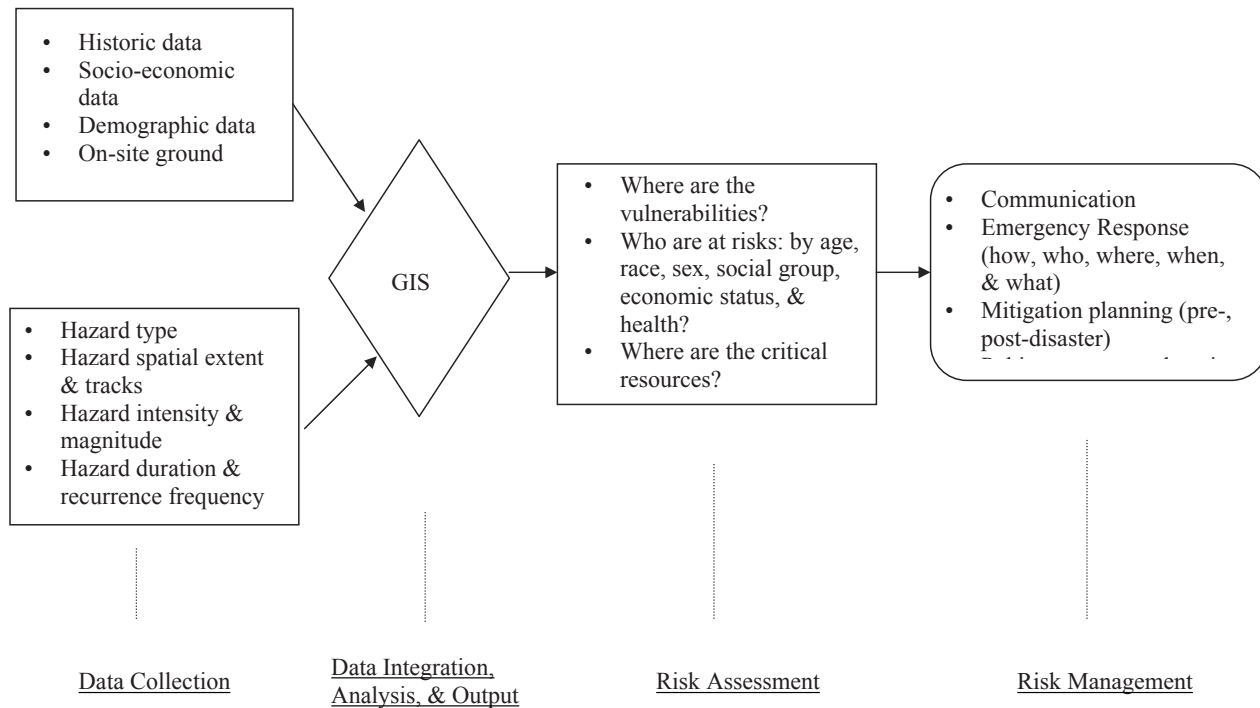 • Historic data
• Socio-economic
data
• Demographic data
• On-site ground
• Hazard type
• Hazard spatial extent
& tracks
• Hazard intensity &
magnitude
• Hazard duration &
recurrence frequency
GIS
• Where are the
vulnerabilities?
• Who are at risks: by age,
race, sex, social group,
economic status, &
health?
• Where are the critical
resources?
• Communication
• Emergency Response
(how, who, where, when,
& what)
• Mitigation planning (pre-,
post-disaster)
Data Collection
Data Integration,
Analysis, & Output
Risk Assessment
Risk Management